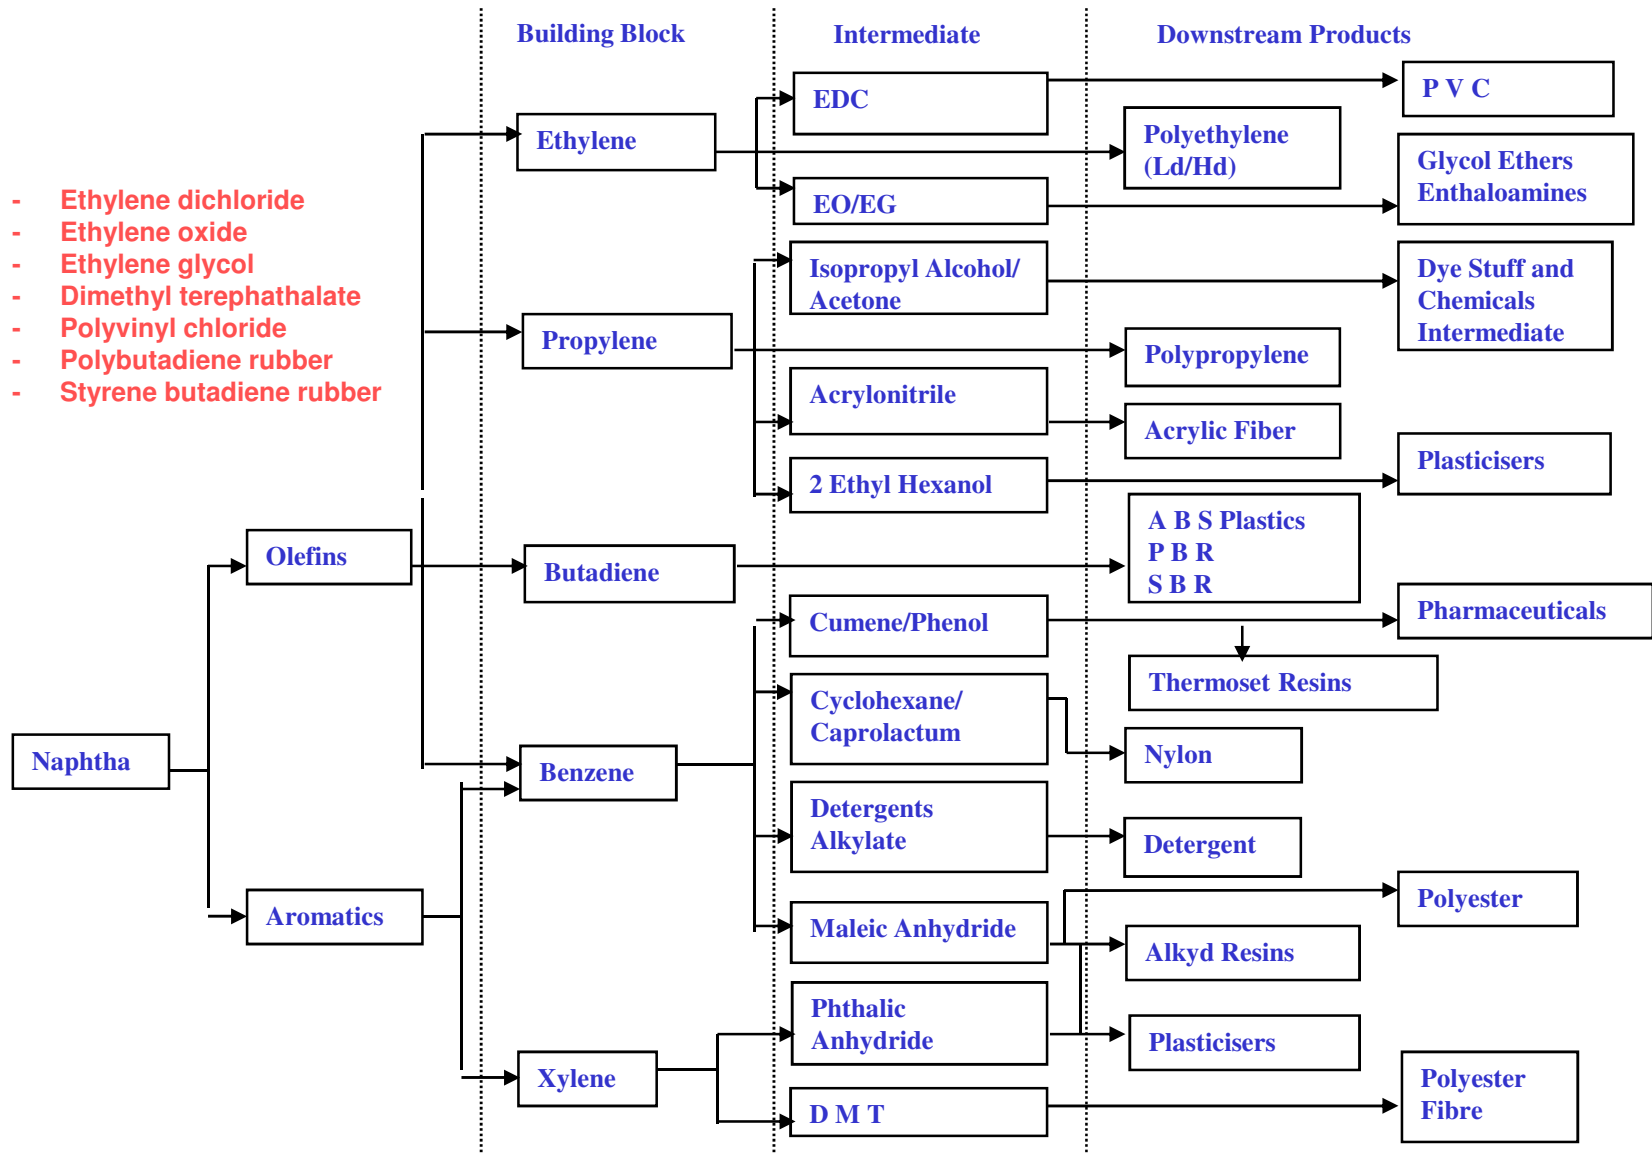 Building Block
Intermediate
Downstream Products
- Ethylene dichloride
- Ethylene oxide
- Ethylene glycol
- Dimethyl terephathalate
- Polyvinyl chloride
- Polybutadiene rubber
- Styrene butadiene rubber
Naphtha
Olefins
Aromatics
Ethylene
Propylene
Butadiene
Benzene
Xylene
EDC
EO/EG
Isopropyl Alcohol/
Acetone
Acrylonitrile
2 Ethyl Hexanol
Cumene/Phenol
Cyclohexane/
Caprolactum
Detergents
Alkylate
Maleic Anhydride
Phthalic
Anhydride
D M T
Polyethylene
(Ld/Hd)
Polypropylene
Acrylic Fiber
A B S Plastics
P B R
S B R
Thermoset Resins
Nylon
Detergent
Alkyd Resins
Plasticisers
P V C
Glycol Ethers
Enthaloamines
Dye Stuff and
Chemicals
Intermediate
Plasticisers
Pharmaceuticals
Polyester
Polyester
Fibre